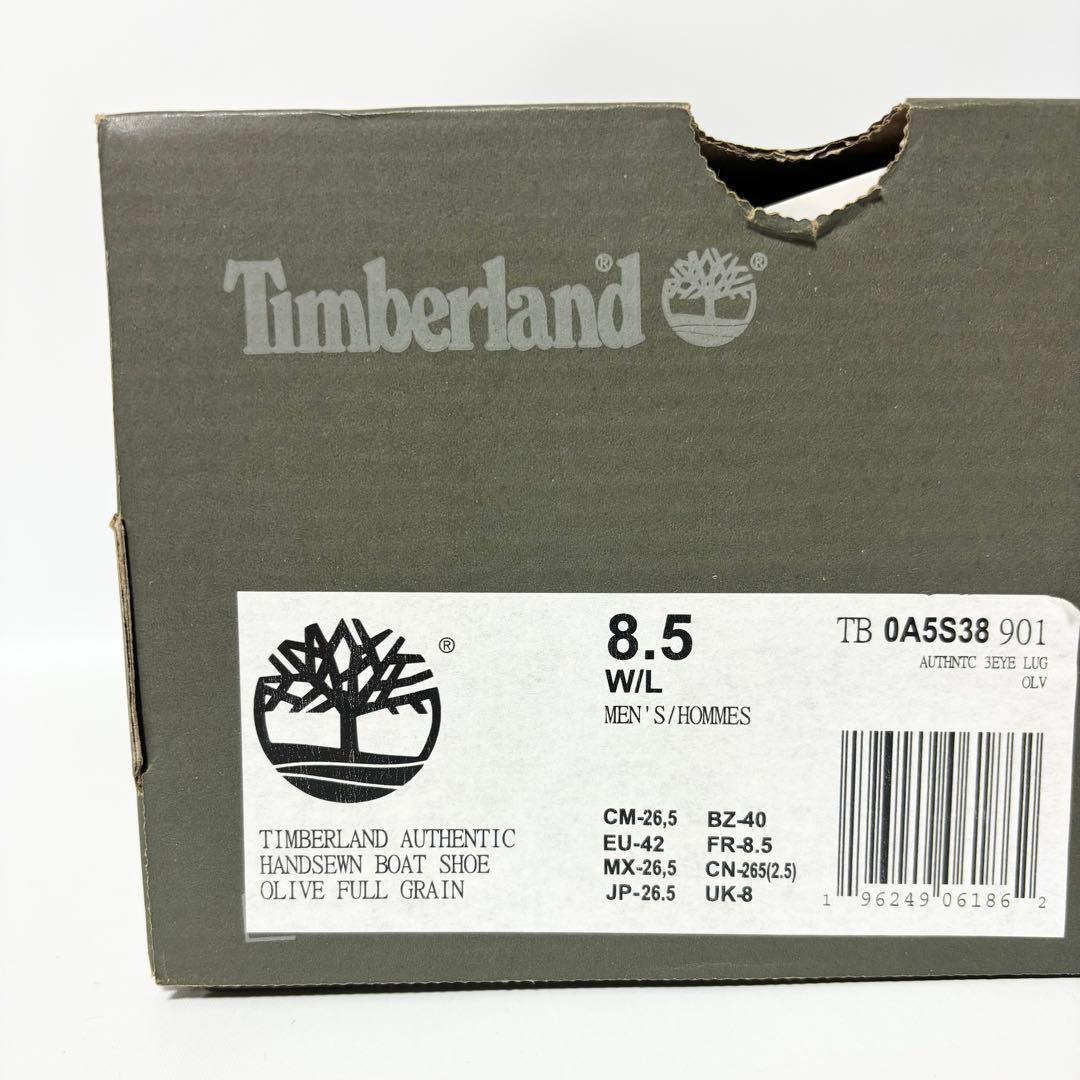 Timberland® ®
®
TIMBERLAND AUTHENTIC
HANDSEWN BOAT SHOE
OLIVE FULL GRAIN
8.5
W/L
MEN'S/HOMMES
CM-26,5 BZ-40
EU-42 FR-8.5
MX-26,5 CN-265(2.5)
JP-26.5 UK-8
TB 0A5S38 901
AUTHNTC 3EYE LUG
OLV
1 96249 06186 2